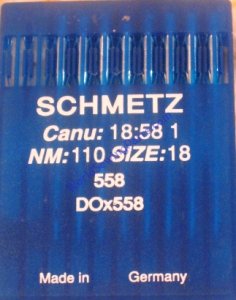 SCHMETZ
Canu: 18:58 1
NM:110 SIZE:18
558
DOx558
Made in Germany